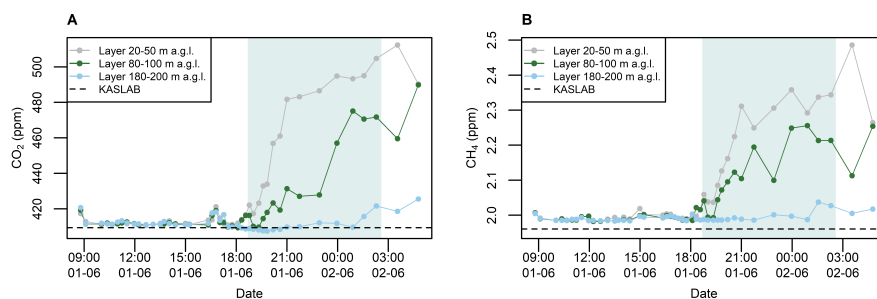 A
Layer 20-50 m a.g.l.
Layer 80-100 m a.g.l.
Layer 180-200 m a.g.l.
KASLAB
CO2 (ppm)
500
480
460
440
420
09:00 12:00 15:00 18:00 21:00 00:00 03:00
01-06 01-06 01-06 01-06 01-06 02-06 02-06
Date
B
Layer 20-50 m a.g.l.
Layer 80-100 m a.g.l.
Layer 180-200 m a.g.l.
KASLAB
CH4 (ppm)
2.5
2.4
2.3
2.2
2.1
2.0
09:00 12:00 15:00 18:00 21:00 00:00 03:00
01-06 01-06 01-06 01-06 01-06 02-06 02-06
Date